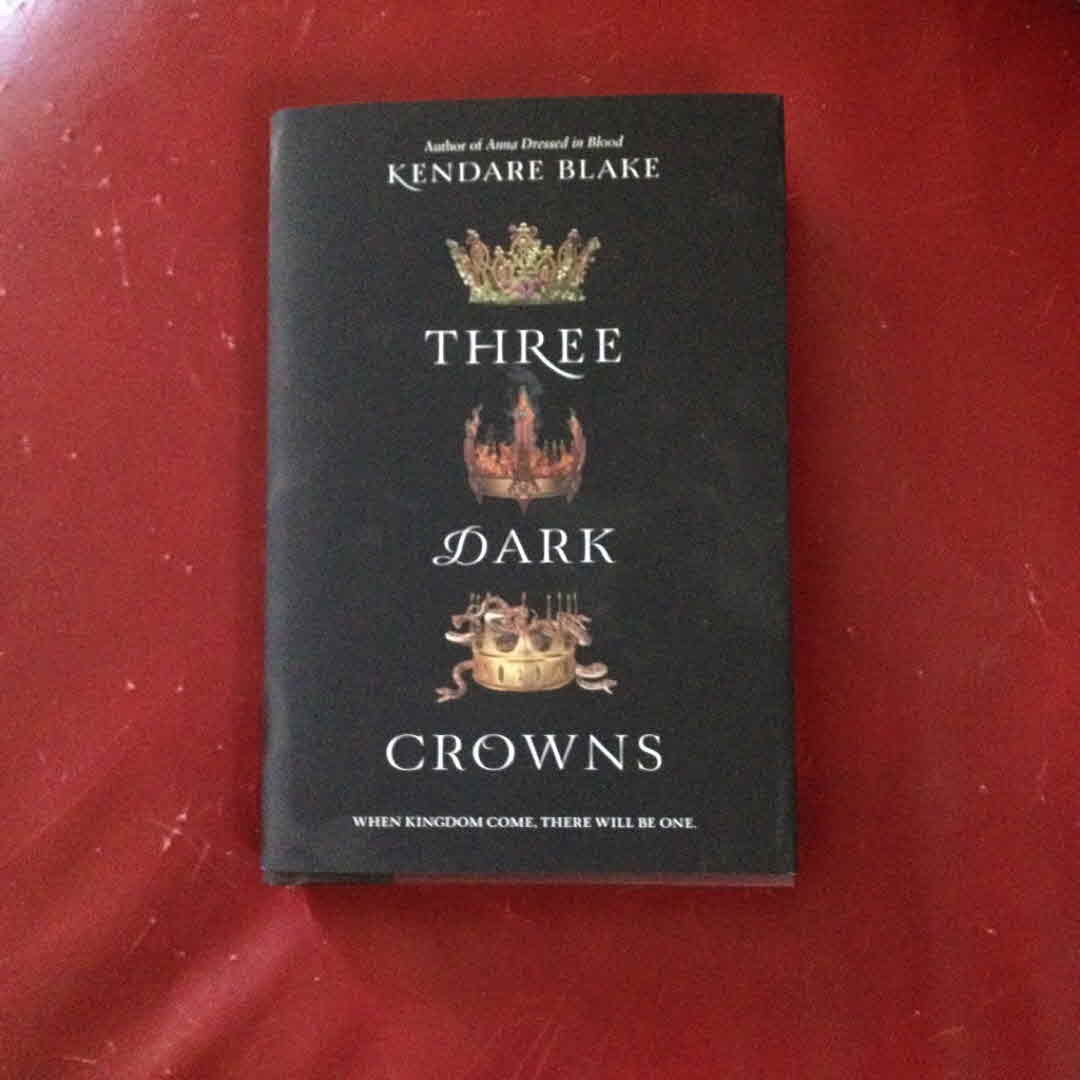 Author of Anna Dressed in Blood
KENDARE BLAKE
THREE
DARK
CROWNS
WHEN KINGDOM COME, THERE WILL BE ONE.